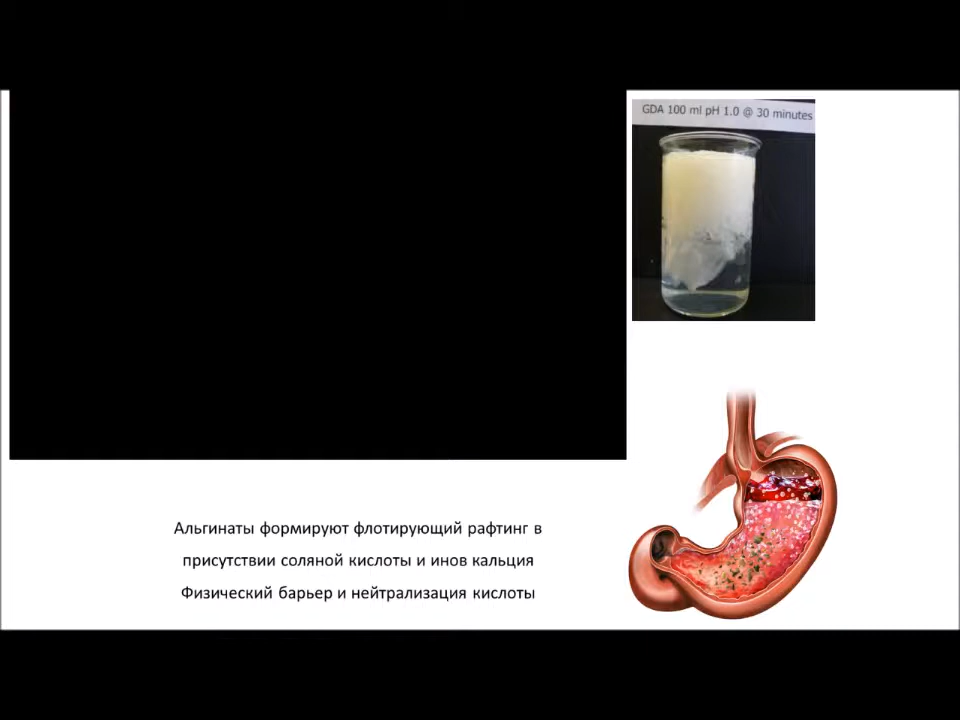 GDA 100 ml pH 1.0 @ 30 minutes
Альгинаты формируют флотирующий рафтинг в
присутствии соляной кислоты и инов кальция
Физический барьер и нейтрализация кислоты